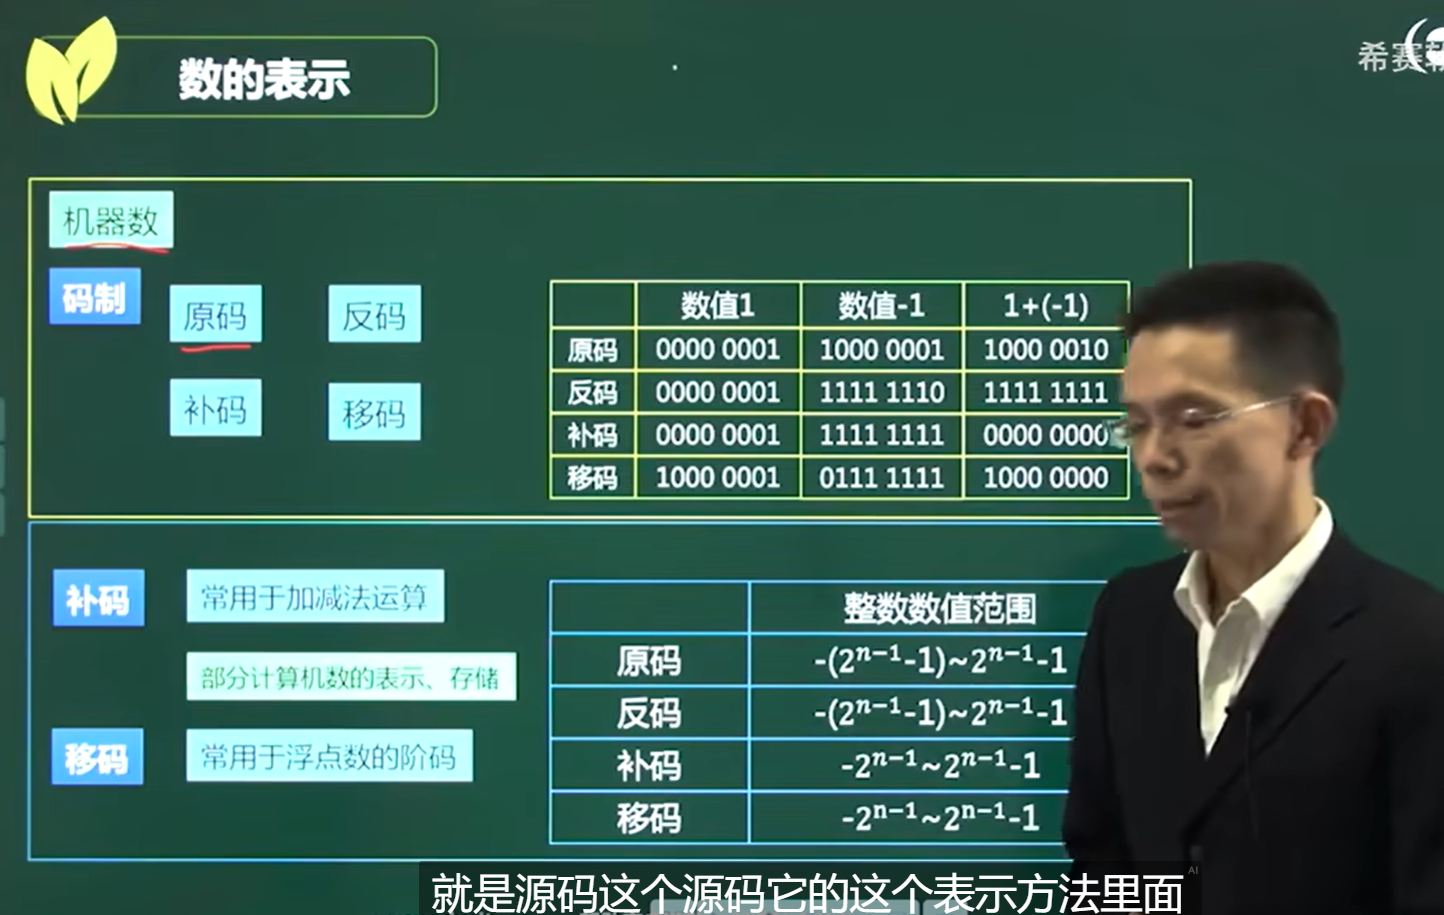 数的表示
希赛软
机器数
码制
原码
反码
补码
移码
数值1 数值-1 1+(-1)
原码 0000 0001 1000 0001 1000 0010
反码 0000 0001 1111 1110 1111 1111
补码 0000 0001 1111 1111 0000 0000
移码 1000 0001 0111 1111 1000 0000
补码
常用于加减法运算
部分计算机数的表示、存储
移码
常用于浮点数的阶码
整数数值范围
原码 -(2ⁿ⁻¹-1)~2ⁿ⁻¹-1
反码 -(2ⁿ⁻¹-1)~2ⁿ⁻¹-1
补码 -2ⁿ⁻¹~2ⁿ⁻¹-1
移码 -2ⁿ⁻¹~2ⁿ⁻¹-1
就是源码这个源码它的这个表示方法里面
AI